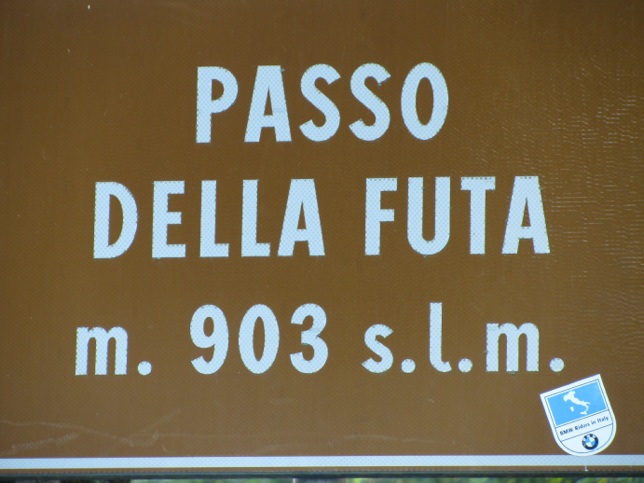 PASSO
DELLA FUTA
m. 903 s.l.m.
BMW Riders in Italy